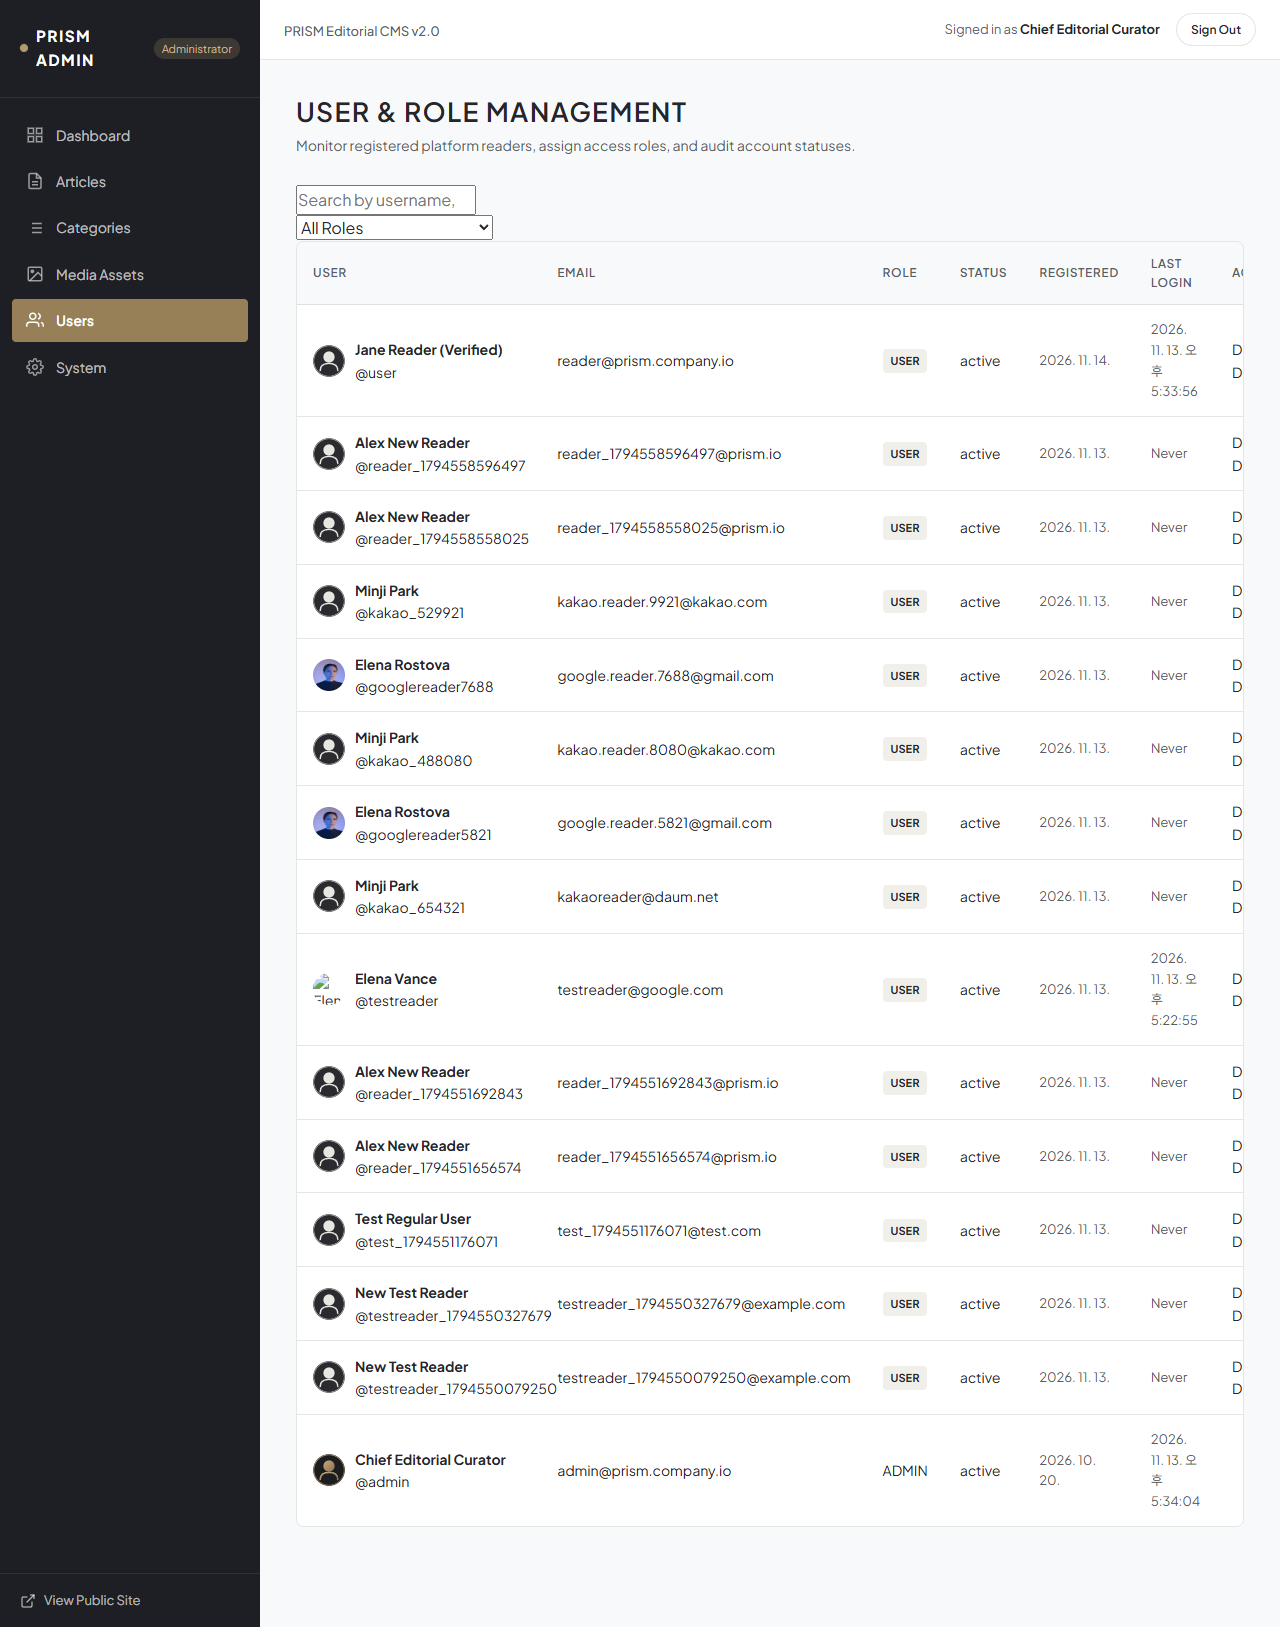 PRISM
ADMIN
Administrator
Dashboard
Articles
Categories
Media Assets
Users
System
View Public Site
PRISM Editorial CMS v2.0
Signed in as Chief Editorial Curator
Sign Out
USER & ROLE MANAGEMENT
Monitor registered platform readers, assign access roles, and audit account statuses.
Search by username,
All Roles
USER EMAIL ROLE STATUS REGISTERED LAST LOGIN
Jane Reader (Verified)
@user
reader@prism.company.io
USER
active
2026. 11. 14.
2026.
11. 13. 오
후
5:33:56
Alex New Reader
@reader_1794558596497
reader_1794558596497@prism.io
USER
active
2026. 11. 13.
Never
Alex New Reader
@reader_1794558558025
reader_1794558558025@prism.io
USER
active
2026. 11. 13.
Never
Minji Park
@kakao_529921
kakao.reader.9921@kakao.com
USER
active
2026. 11. 13.
Never
Elena Rostova
@googlereader7688
google.reader.7688@gmail.com
USER
active
2026. 11. 13.
Never
Minji Park
@kakao_488080
kakao.reader.8080@kakao.com
USER
active
2026. 11. 13.
Never
Elena Rostova
@googlereader5821
google.reader.5821@gmail.com
USER
active
2026. 11. 13.
Never
Minji Park
@kakao_654321
kakaoreader@daum.net
USER
active
2026. 11. 13.
Never
Elena Vance
@testreader
testreader@google.com
USER
active
2026. 11. 13.
2026.
11. 13. 오
후
5:22:55
Alex New Reader
@reader_1794551692843
reader_1794551692843@prism.io
USER
active
2026. 11. 13.
Never
Alex New Reader
@reader_1794551656574
reader_1794551656574@prism.io
USER
active
2026. 11. 13.
Never
Test Regular User
@test_1794551176071
test_1794551176071@test.com
USER
active
2026. 11. 13.
Never
New Test Reader
@testreader_1794550327679
testreader_1794550327679@example.com
USER
active
2026. 11. 13.
Never
New Test Reader
@testreader_1794550079250
testreader_1794550079250@example.com
USER
active
2026. 11. 13.
Never
Chief Editorial Curator
@admin
admin@prism.company.io
ADMIN
active
2026. 10.
20.
2026.
11. 13. 오
후
5:34:04